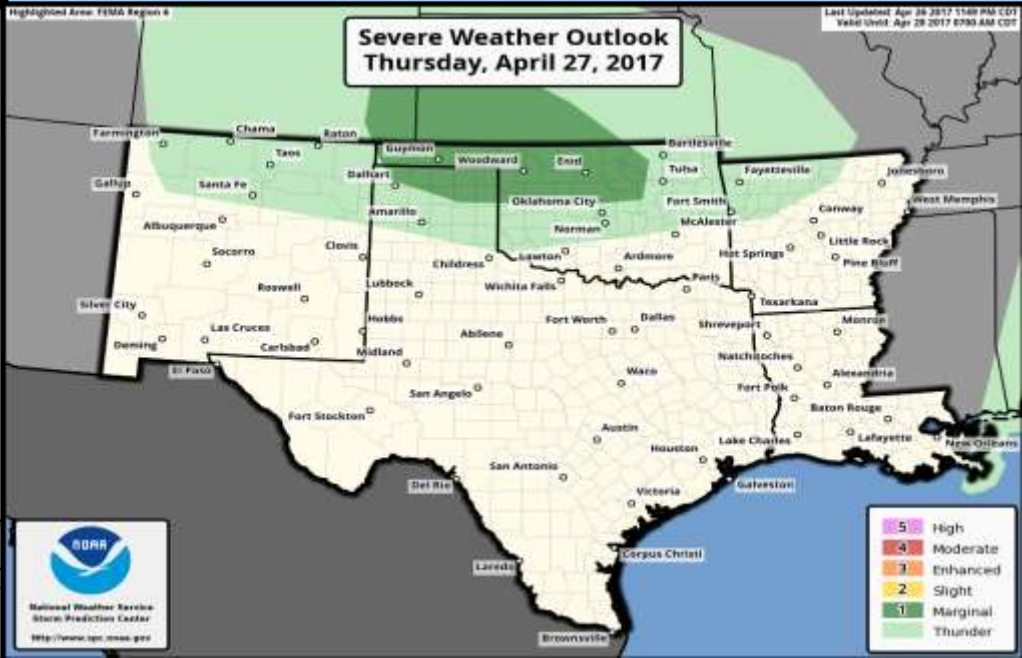 Highlighted Area: FEMA Region 6
Last Updated: Apr 26 2017 1149 PM CDT
Valid Until: Apr 28 2017 0700 AM CDT
Severe Weather Outlook
Thursday, April 27, 2017
Farmington
Chama
Raton
Guymon
Bartlesville
Taos
Woodward
Enid
Dalhart
Tulsa
Fayetteville
Jonesboro
Gallup
Santa Fe
Amarillo
Oklahoma City
Fort Smith
West Memphis
Conway
Albuquerque
Norman
McAlester
Little Rock
Socorro
Clovis
Childress
Lawton
Ardmore
Hot Springs
Pine Bluff
Roswell
Lubbock
Wichita Falls
Paris
Texarkana
Silver City
Las Cruces
Hobbs
Abilene
Fort Worth
Dallas
Shreveport
Monroe
Deming
Carlsbad
Midland
Natchitoches
El Paso
San Angelo
Waco
Alexandria
Fort Polk
Fort Stockton
Baton Rouge
Austin
Houston
Lake Charles
Lafayette
New Orleans
San Antonio
Del Rio
Galveston
Victoria
Corpus Christi
Laredo
Brownsville
NOAA
National Weather Service
Storm Prediction Center
http://www.spc.noaa.gov
5 High
4 Moderate
3 Enhanced
2 Slight
1 Marginal
Thunder